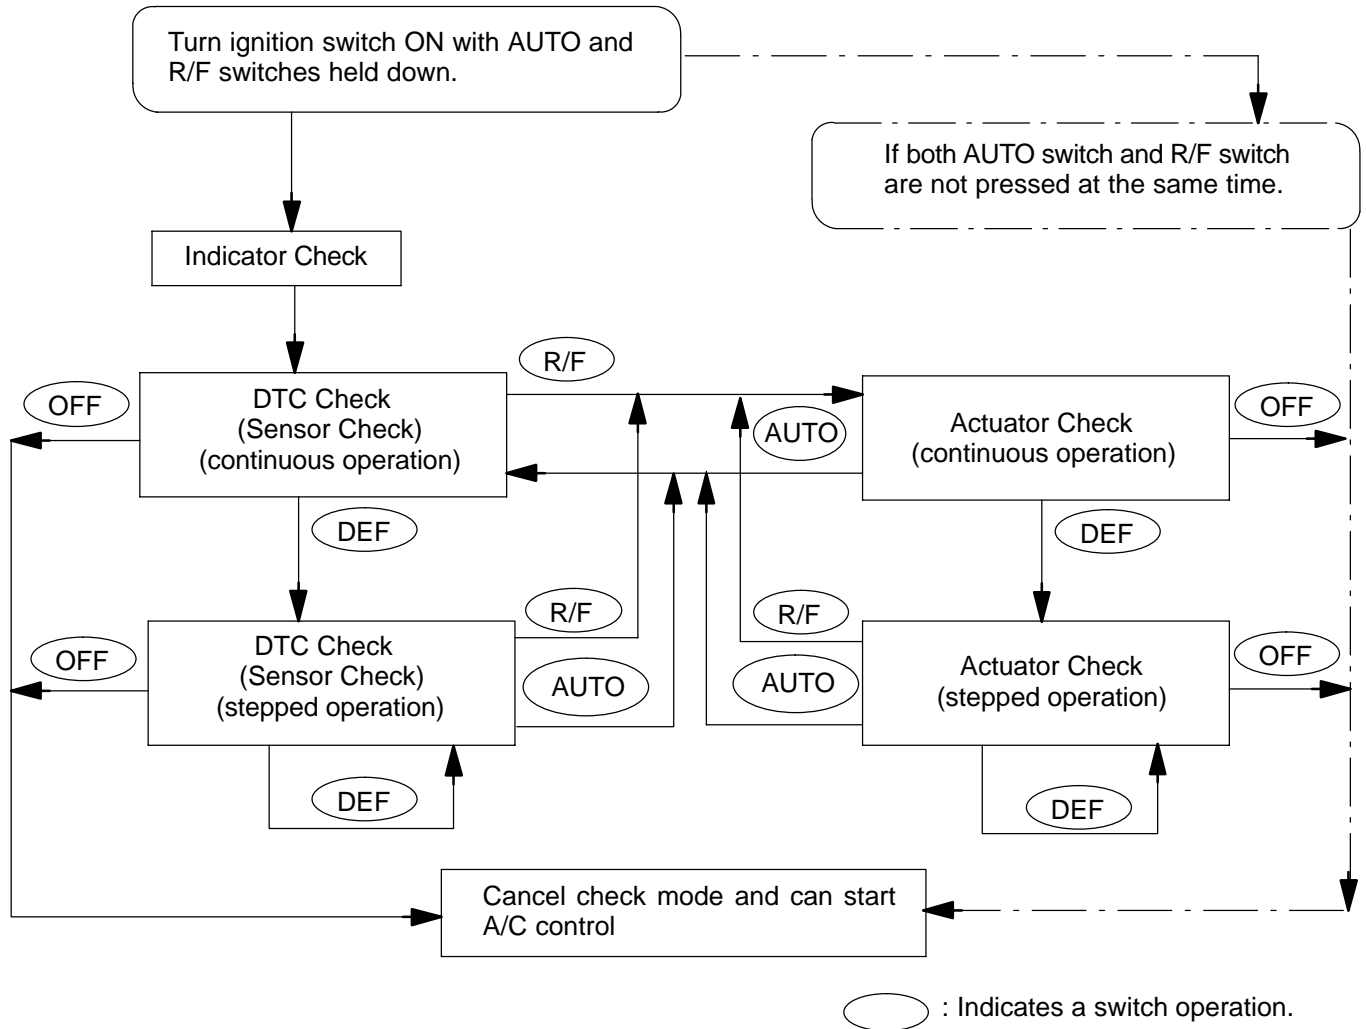 Turn ignition switch ON with AUTO and
R/F switches held down.
If both AUTO switch and R/F switch
are not pressed at the same time.
Indicator Check
R/F
OFF
DTC Check
(Sensor Check)
(continuous operation)
AUTO
Actuator Check
(continuous operation)
OFF
DEF
DEF
R/F
R/F
OFF
DTC Check
(Sensor Check)
(stepped operation)
AUTO
AUTO
Actuator Check
(stepped operation)
OFF
DEF
DEF
Cancel check mode and can start
A/C control
: Indicates a switch operation.